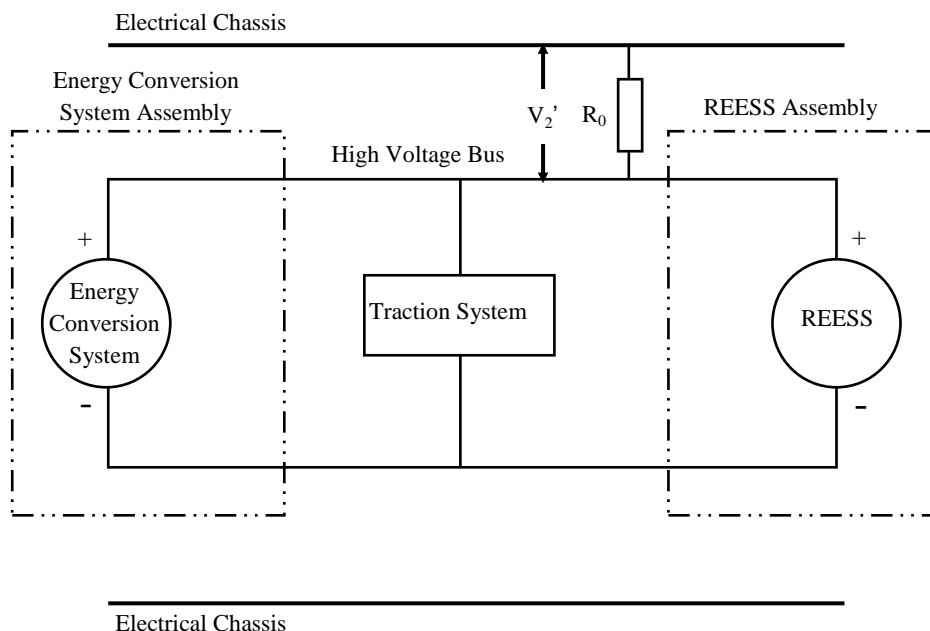 Electrical Chassis
Energy Conversion
System Assembly
V2’
R0
REESS Assembly
High Voltage Bus
+
+
Energy
Conversion
System
Traction System
REESS
-
-
Electrical Chassis